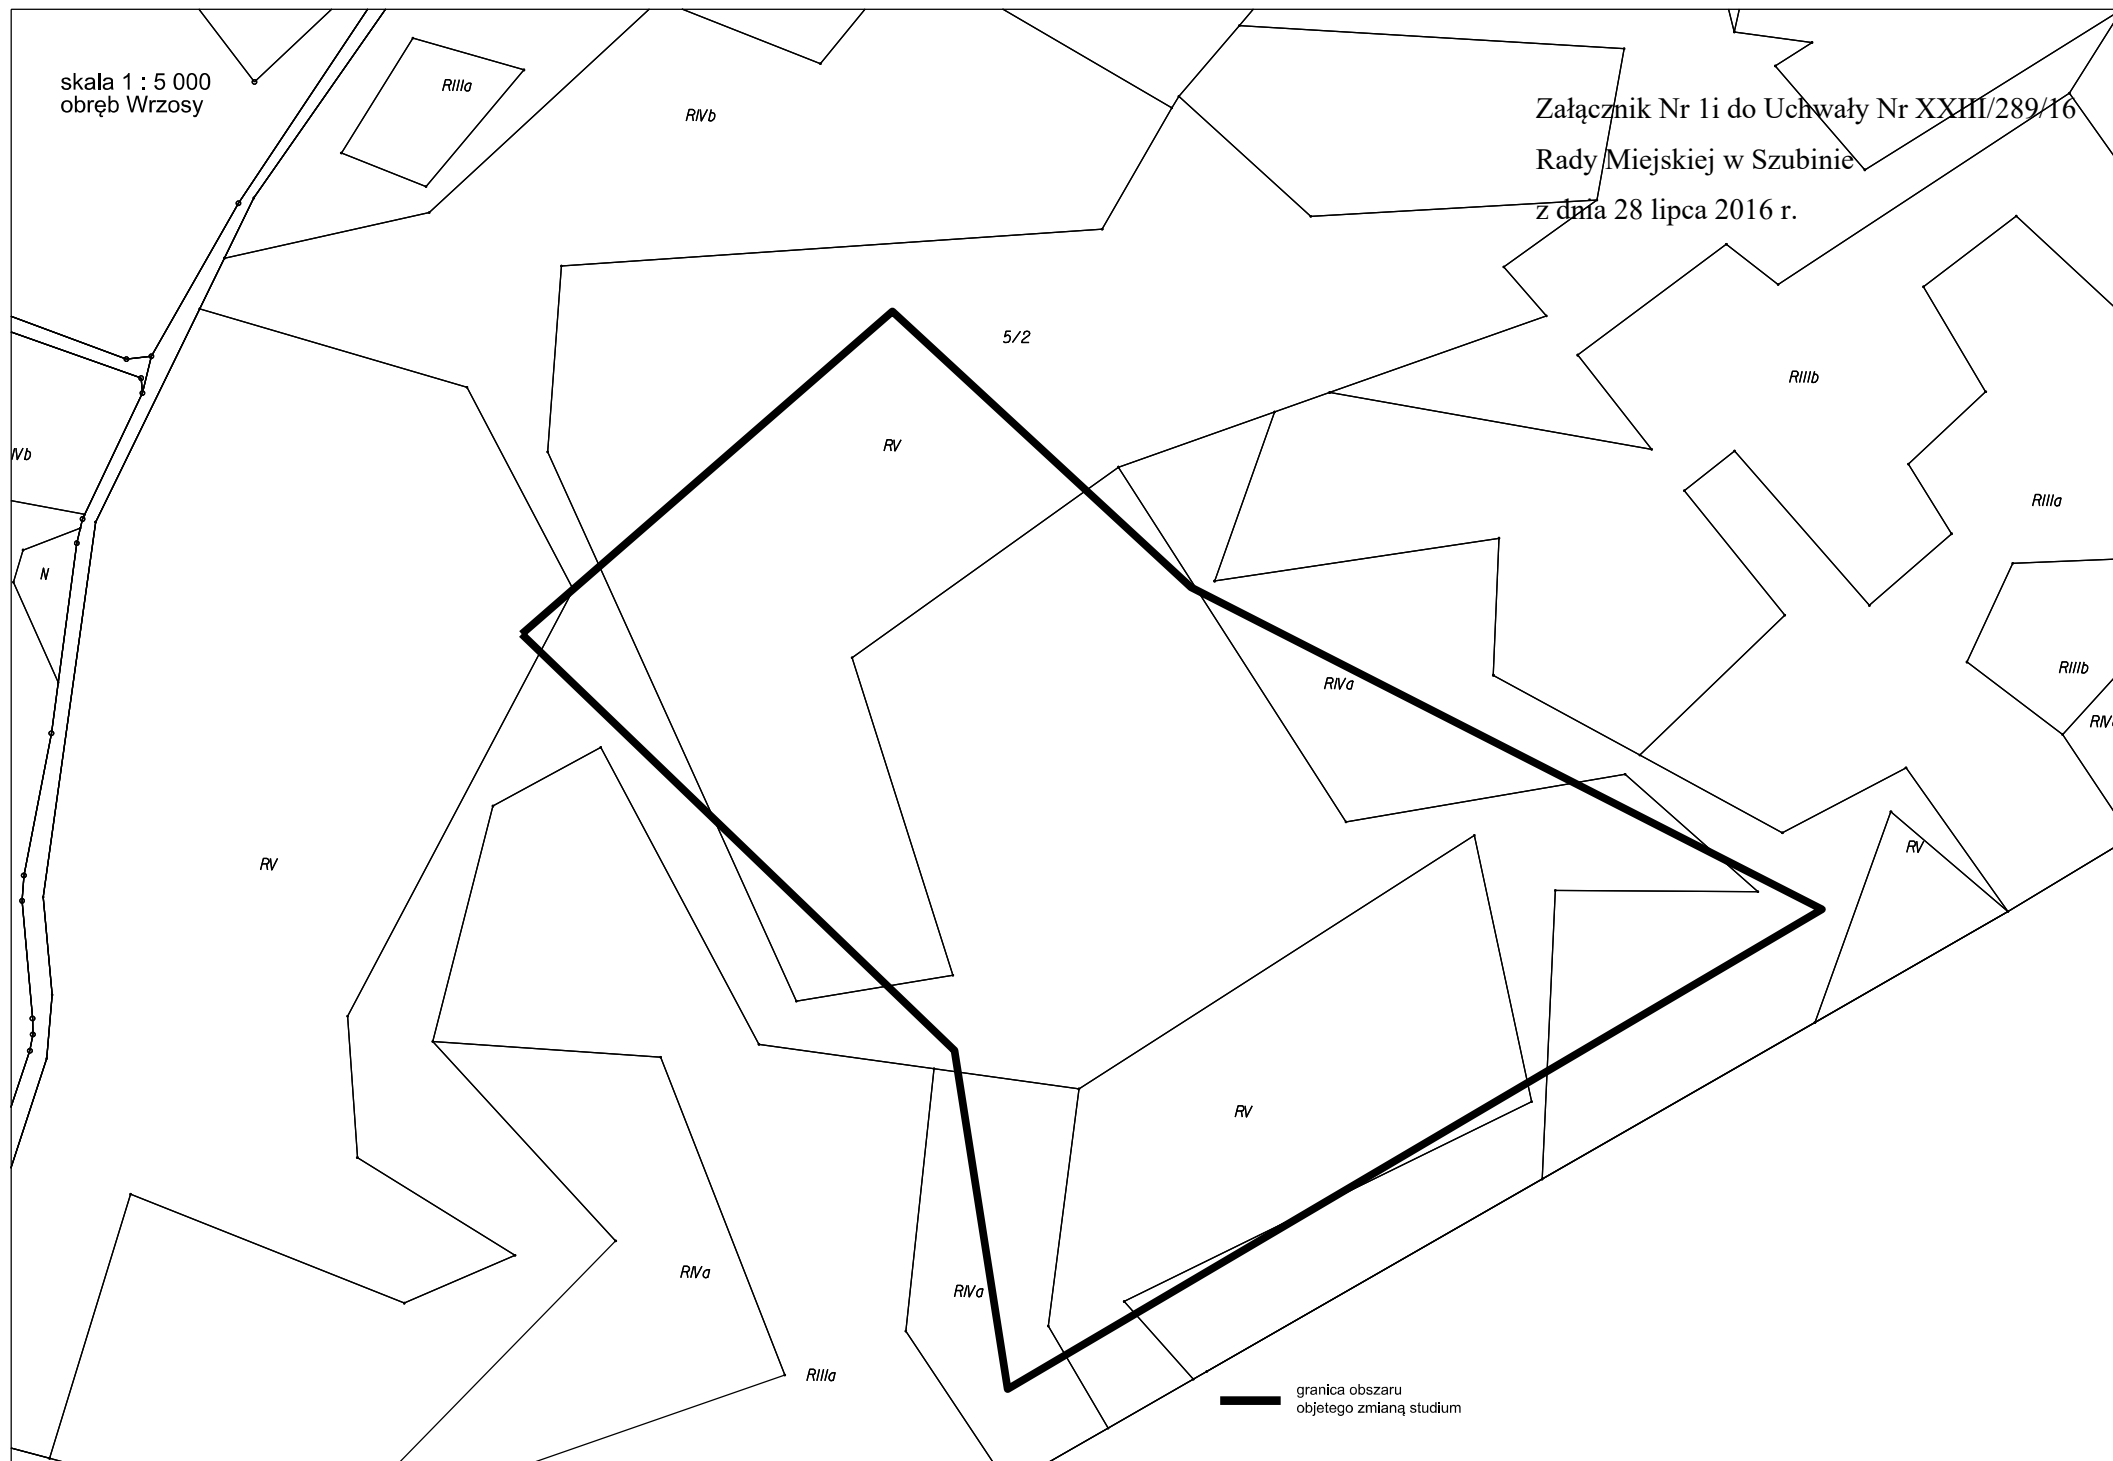 skala 1 : 5 000
obręb Wrzosy
RIIIa
RIVb
Załącznik Nr 1i do Uchwały Nr XXIII/289/16
Rady Miejskiej w Szubinie
z dnia 28 lipca 2016 r.
5/2
RIIIb
RV
IVb
RIIIa
N
RIIIb
RIVa
RIV
RV
RV
RV
RIVa
RIVa
RIIIa
granica obszaru
objetego zmianą studium